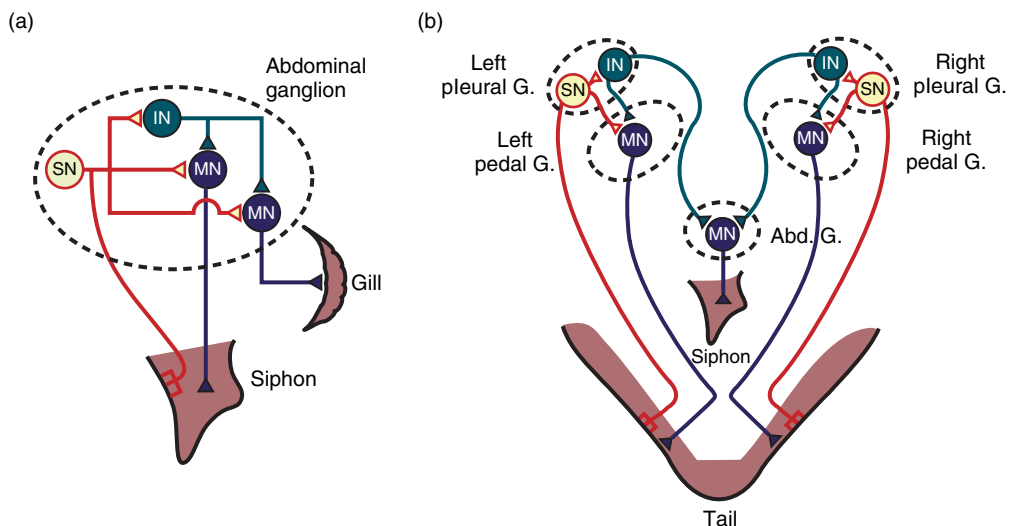 (a)
Abdominal
ganglion
IN
SN
MN
MN
Gill
Siphon
(b)
Left
pleural G.
IN
SN
Left
pedal G.
MN
IN
SN
Right
pleural G.
MN
Right
pedal G.
MN
Abd. G.
Siphon
Tail